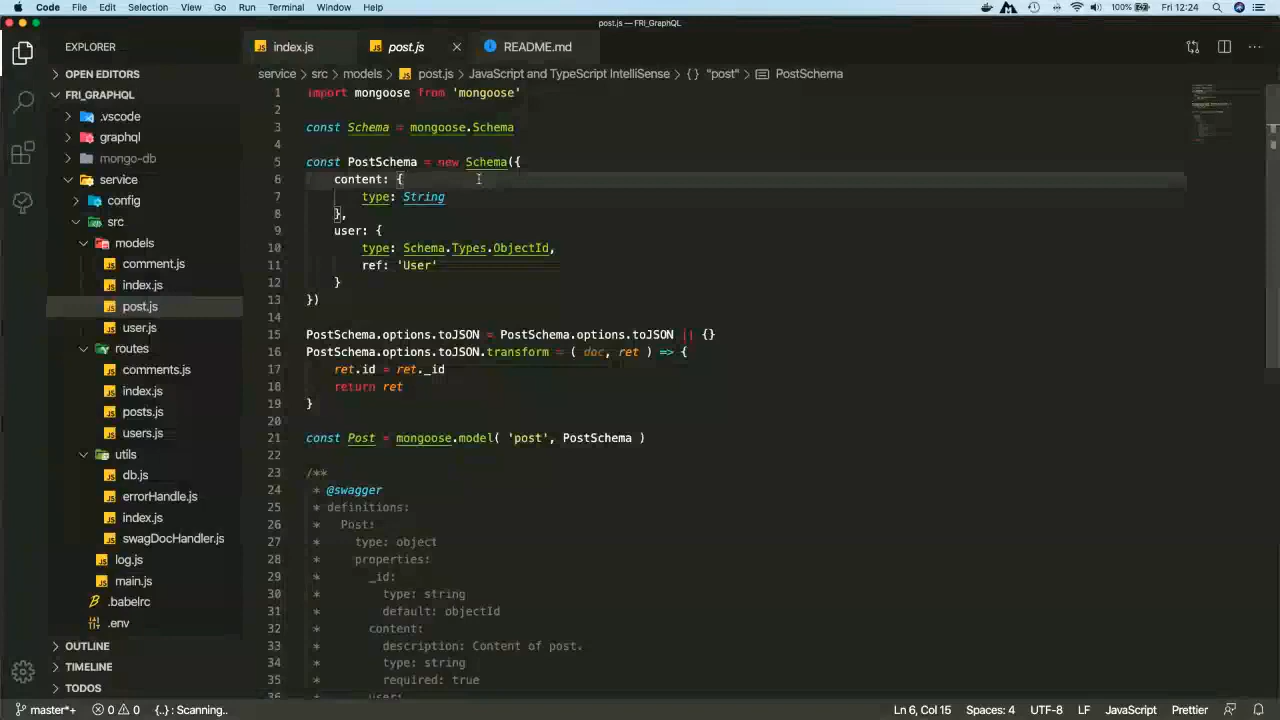 Code File Edit Selection View Go Run Terminal Window Help 100% Fri 12:24
post.js — FRI_GraphQL
EXPLORER
OPEN EDITORS
FRI_GRAPHQL
.vscode
graphql
mongo-db
service
config
src
models
comment.js
index.js
post.js
user.js
routes
comments.js
index.js
posts.js
users.js
utils
db.js
errorHandle.js
index.js
swagDocHandler.js
log.js
main.js
.babelrc
.env
OUTLINE
TIMELINE
TODOS
index.js post.js README.md
service > src > models > post.js > JavaScript and TypeScript IntelliSense > {} "post" > PostSchema
1 import mongoose from 'mongoose'
2
3 const Schema = mongoose.Schema
4
5 const PostSchema = new Schema({
6 content: {
7 type: String
8 },
9 user: {
10 type: Schema.Types.ObjectId,
11 ref: 'User'
12 }
13 })
14
15 PostSchema.options.toJSON = PostSchema.options.toJSON || {}
16 PostSchema.options.toJSON.transform = ( doc, ret ) => {
17 ret.id = ret._id
18 return ret
19 }
20
21 const Post = mongoose.model( 'post', PostSchema )
22
23 /**
24 * @swagger
25 * definitions:
26 * Post:
27 * type: object
28 * properties:
29 * _id:
30 * type: string
31 * default: objectId
32 * content:
33 * description: Content of post.
34 * type: string
35 * required: true
36 * user:
master*+ 0 0 {..} : Scanning.. Ln 6, Col 15 Spaces: 4 UTF-8 LF JavaScript Prettier